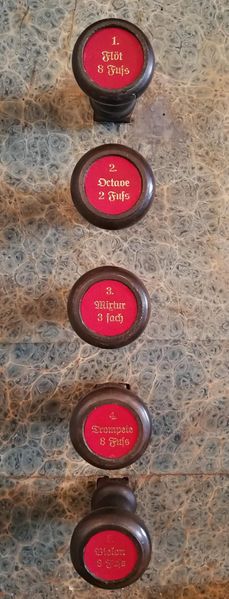 1.
Flöt
8 Fuſs
2.
Octave
2 Fuſs
3.
Mixtur
3 fach
4.
Trompete
8 Fuſs
5.
Violon
8 Fuſs